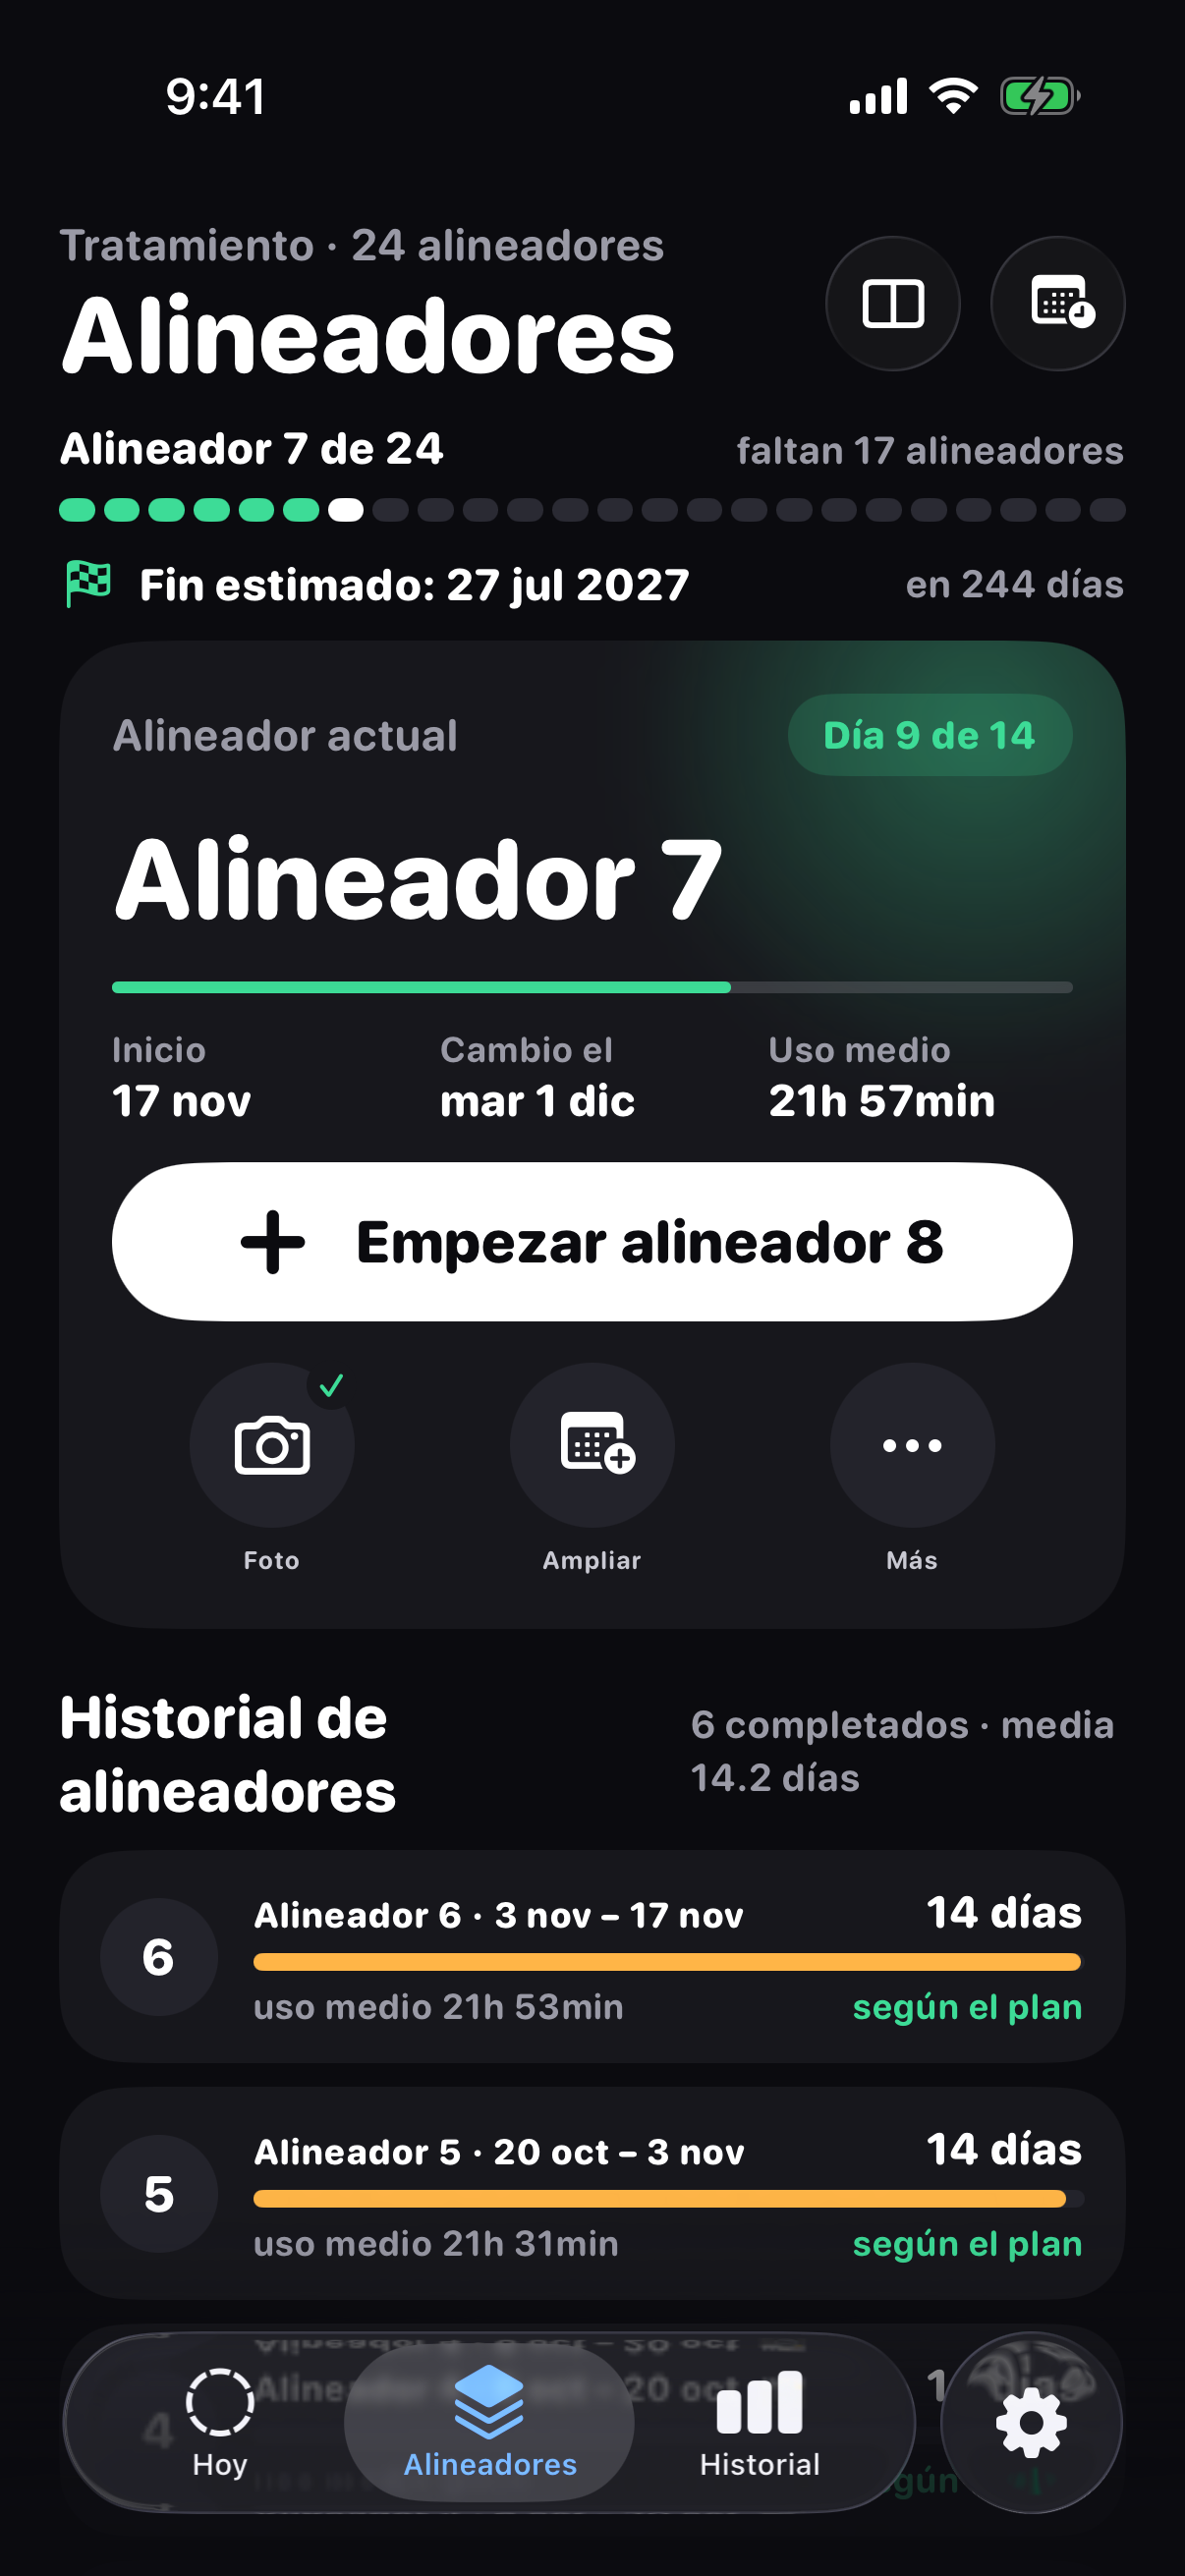 9:41
Tratamiento · 24 alineadores
Alineadores
Alineador 7 de 24
faltan 17 alineadores
Fin estimado: 27 jul 2027
en 244 días
Alineador actual
Día 9 de 14
Alineador 7
Inicio
Cambio el
Uso medio
17 nov
mar 1 dic
21h 57min
Empezar alineador 8
Foto
Ampliar
Más
Historial de
alineadores
6 completados · media
14.2 días
6
Alineador 6 · 3 nov – 17 nov
14 días
uso medio 21h 53min
según el plan
5
Alineador 5 · 20 oct – 3 nov
14 días
uso medio 21h 31min
según el plan
4
Hoy
Alineadores
Historial